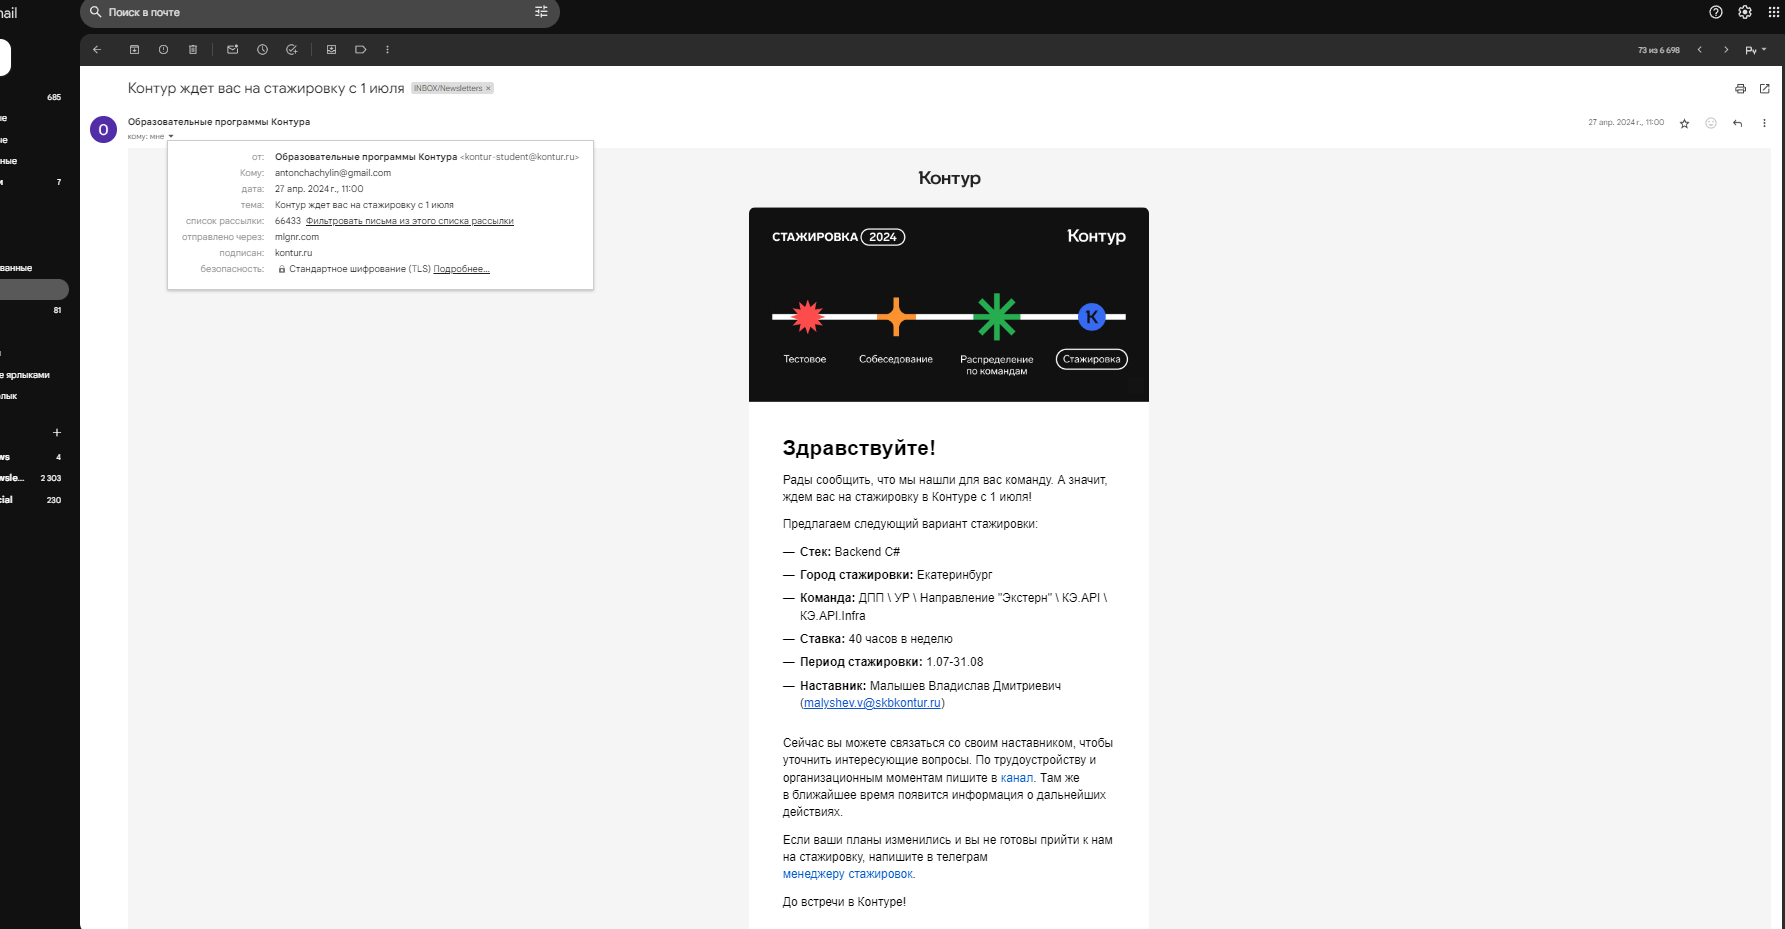 mail
Поиск в почте
685
7
81
73 из 6 698
Ру
Контур ждет вас на стажировку с 1 июля
INBOX/Newsletters ×
О
Образовательные программы Контура
27 апр. 2024 г., 11:00
кому: мне
от: Образовательные программы Контура <kontur-student@kontur.ru>
Кому: antonchachylin@gmail.com
дата: 27 апр. 2024 г., 11:00
тема: Контур ждет вас на стажировку с 1 июля
список рассылки: 66433 Фильтровать письма из этого списка рассылки
отправлено через: mlgnr.com
подписан: kontur.ru
безопасность: Стандартное шифрование (TLS) Подробнее...
ванные
е ярлыками
лык
+
ws 4
wsle... 2 303
cial 230
Контур
СТАЖИРОВКА 2024
Контур
К
Тестовое
Собеседование
Распределение
по командам
Стажировка
Здравствуйте!
Рады сообщить, что мы нашли для вас команду. А значит,
ждем вас на стажировку в Контуре с 1 июля!
Предлагаем следующий вариант стажировки:
— Стек: Backend C#
— Город стажировки: Екатеринбург
— Команда: ДПП \ УР \ Направление "Экстерн" \ КЭ.API \
КЭ.API.Infra
— Ставка: 40 часов в неделю
— Период стажировки: 1.07-31.08
— Наставник: Малышев Владислав Дмитриевич
(malyshev.v@skbkontur.ru)
Сейчас вы можете связаться со своим наставником, чтобы
уточнить интересующие вопросы. По трудоустройству и
организационным моментам пишите в канал. Там же
в ближайшее время появится информация о дальнейших
действиях.
Если ваши планы изменились и вы не готовы прийти к нам
на стажировку, напишите в телеграм
менеджеру стажировок.
До встречи в Контуре!